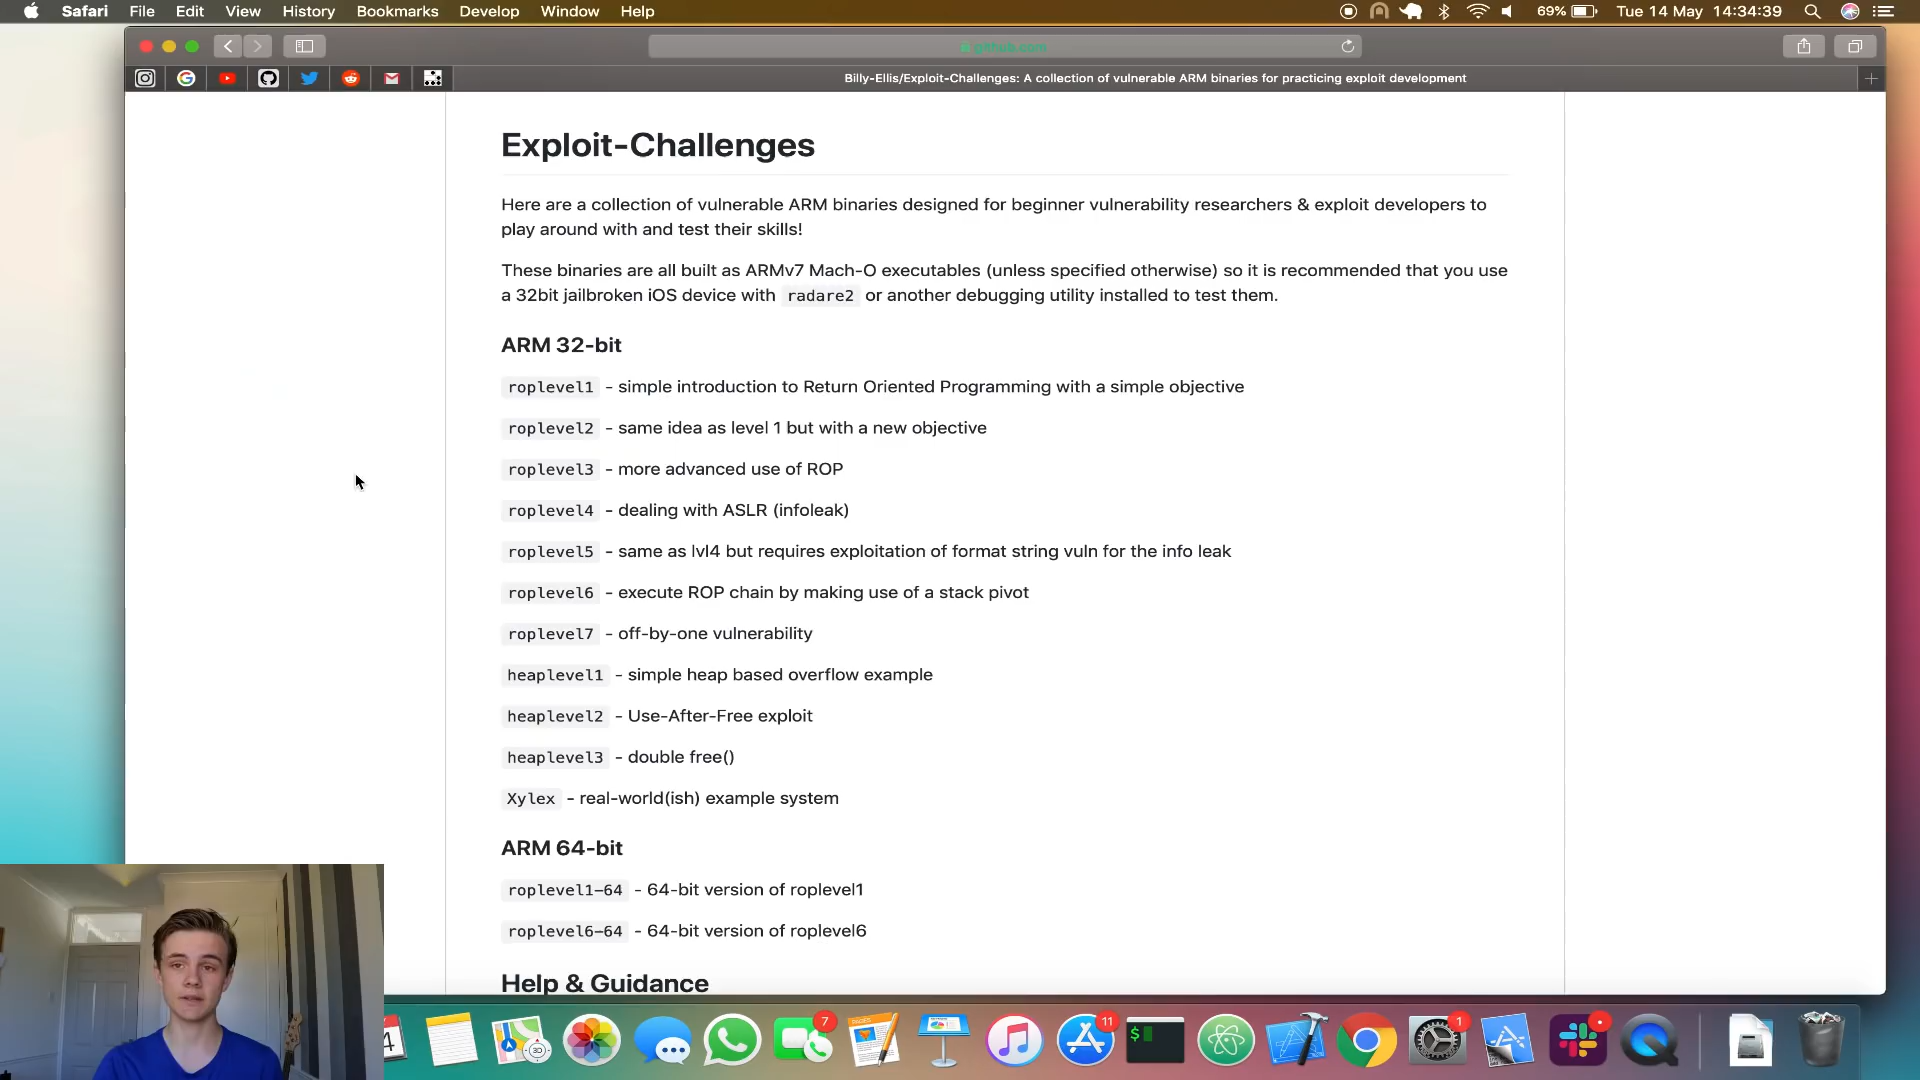 Safari File Edit View History Bookmarks Develop Window Help 69% Tue 14 May 14:34:39
github.com
Billy-Ellis/Exploit-Challenges: A collection of vulnerable ARM binaries for practicing exploit development
Exploit-Challenges
Here are a collection of vulnerable ARM binaries designed for beginner vulnerability researchers & exploit developers to
play around with and test their skills!
These binaries are all built as ARMv7 Mach-O executables (unless specified otherwise) so it is recommended that you use
a 32bit jailbroken iOS device with radare2 or another debugging utility installed to test them.
ARM 32-bit
roplevel1 - simple introduction to Return Oriented Programming with a simple objective
roplevel2 - same idea as level 1 but with a new objective
roplevel3 - more advanced use of ROP
roplevel4 - dealing with ASLR (infoleak)
roplevel5 - same as lvl4 but requires exploitation of format string vuln for the info leak
roplevel6 - execute ROP chain by making use of a stack pivot
roplevel7 - off-by-one vulnerability
heaplevel1 - simple heap based overflow example
heaplevel2 - Use-After-Free exploit
heaplevel3 - double free()
Xylex - real-world(ish) example system
ARM 64-bit
roplevel1-64 - 64-bit version of roplevel1
roplevel6-64 - 64-bit version of roplevel6
Help & Guidance
4 3D 7 PAGES 11 $ 1